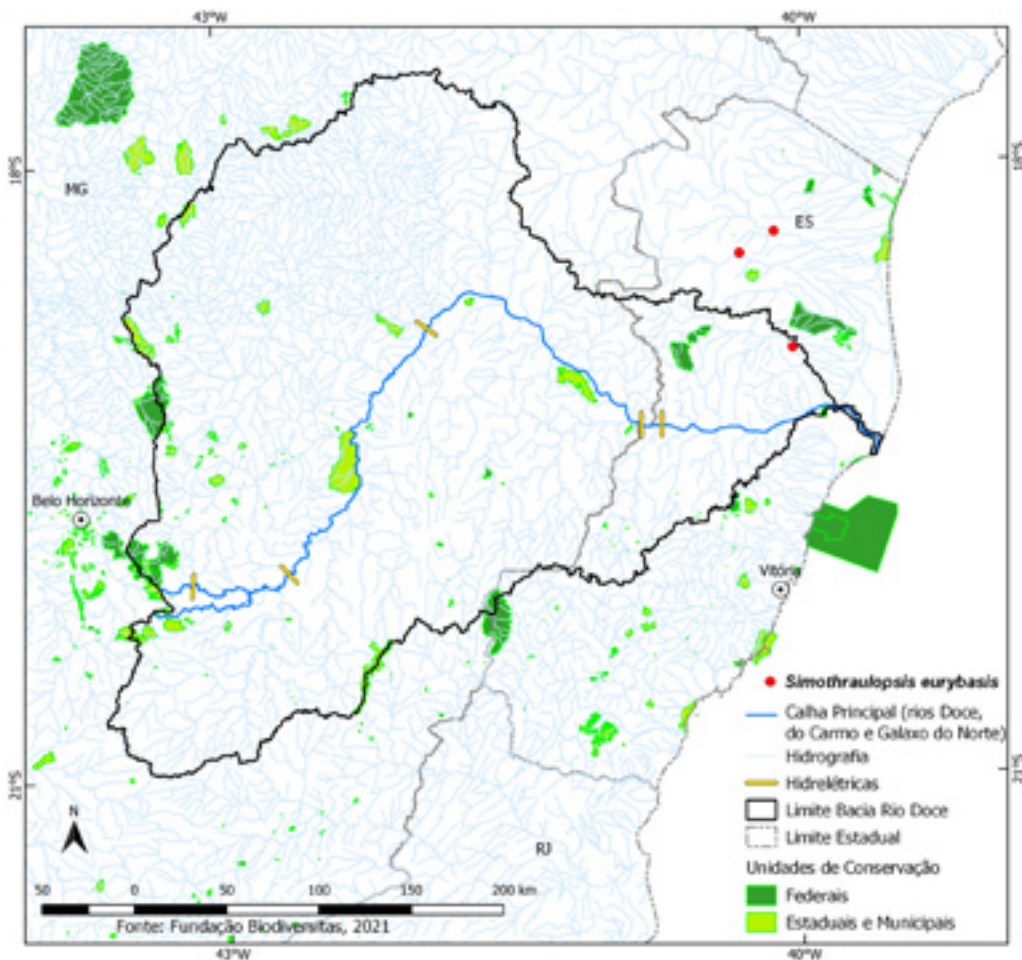 43°W
40°W
18°S
18°S
MG
ES
Belo Horizonte
Vitória
Simothraulopsis eurybasis
Calha Principal (rios Doce,
do Carmo e Galaxo do Norte)
Hidrografia
Hidrelétricas
Limite Bacia Rio Doce
Limite Estadual
Unidades de Conservação
Federais
Estaduais e Municipais
21°S
21°S
N
RJ
50 0 50 100 150 200 km
Fonte: Fundação Biodiversitas, 2021
43°W
40°W